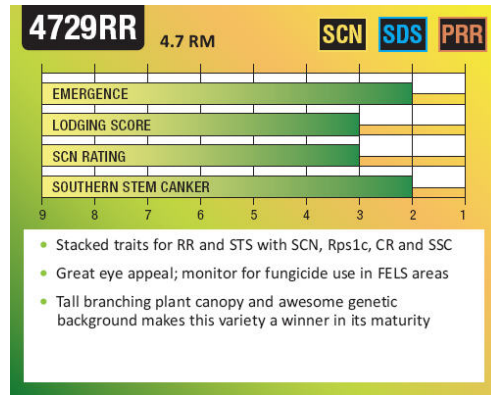 4729RR
4.7 RM
SCN SDS PRR
EMERGENCE
LODGING SCORE
SCN RATING
SOUTHERN STEM CANKER
9 8 7 6 5 4 3 2 1
• Stacked traits for RR and STS with SCN, Rps1c, CR and SSC
• Great eye appeal; monitor for fungicide use in FELS areas
• Tall branching plant canopy and awesome genetic
background makes this variety a winner in its maturity